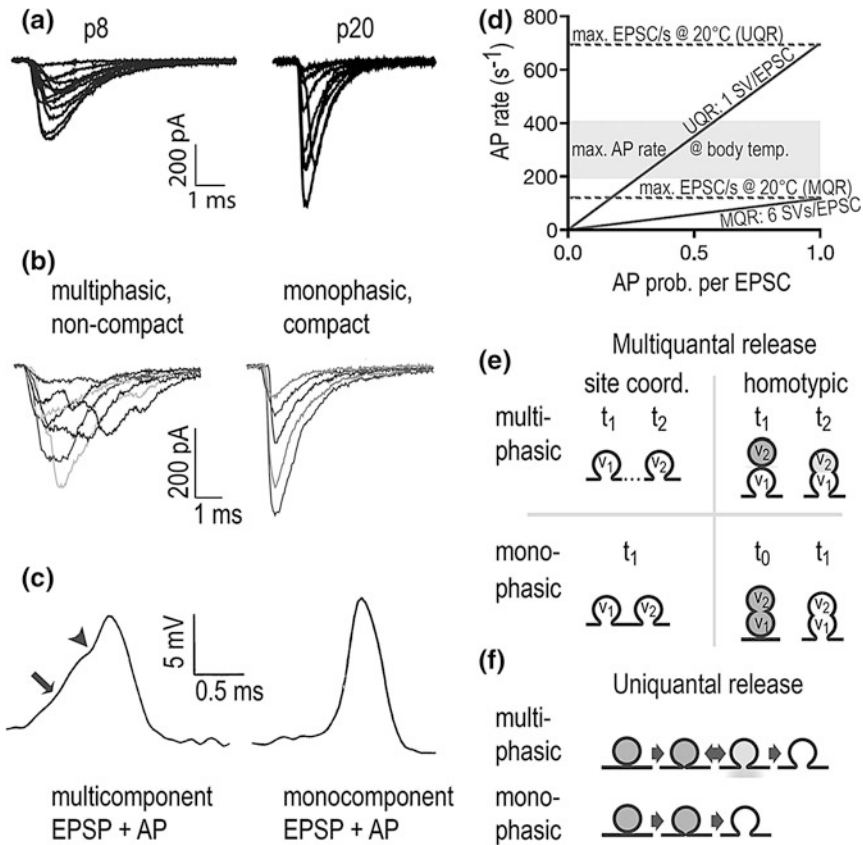 (a)
p8
p20
200 pA
1 ms
(b)
multiphasic,
non-compact
monophasic,
compact
200 pA
1 ms
(c)
5 mV
0.5 ms
multicomponent
EPSP + AP
monocomponent
EPSP + AP
(d)
AP rate (s-1)
800
600
400
200
0
max. EPSC/s @ 20°C (UQR)
UQR: 1 SV/EPSC
max. AP rate @ body temp.
max. EPSC/s @ 20°C (MQR)
MQR: 6 SVs/EPSC
0.0 0.5 1.0
AP prob. per EPSC
(e)
Multiquantal release
site coord. homotypic
multi-
phasic
t1 t2 t1 t2
v1 ... v2 v2 v1 v2 v1
mono-
phasic
t1 t0 t1
v1 v2 v2 v1 v2 v1
(f)
Uniquantal release
multi-
phasic
mono-
phasic